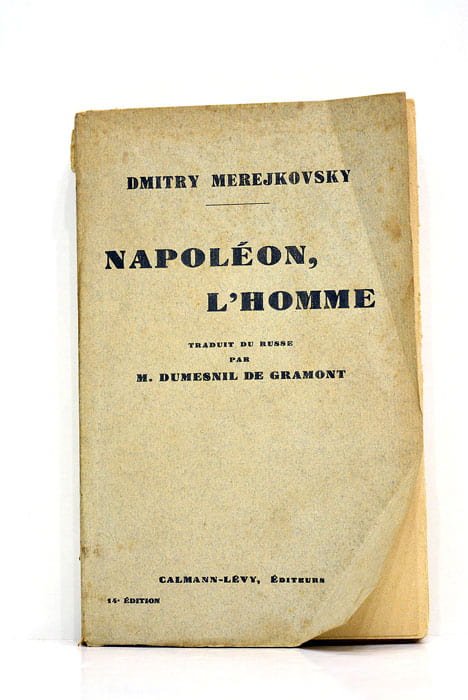 DMITRY MEREJKOVSKY
NAPOLÉON,
L'HOMME
TRADUIT DU RUSSE
PAR
M. DUMESNIL DE GRAMONT
CALMANN-LÉVY, ÉDITEURS
14e ÉDITION